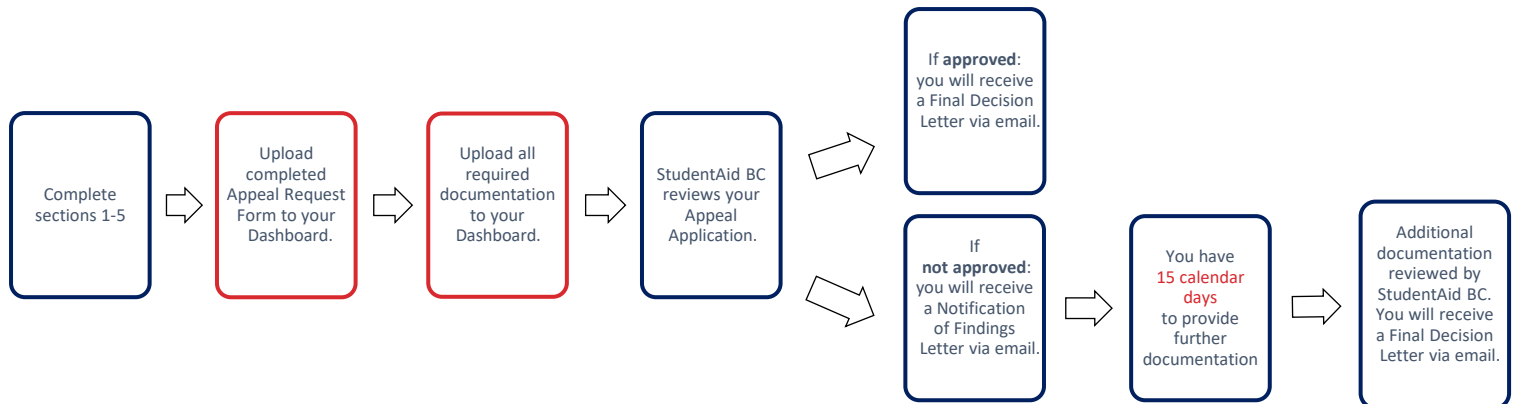 Complete
sections 1-5
Upload
completed
Appeal Request
Form to your
Dashboard.
Upload all
required
documentation
to your
Dashboard.
StudentAid BC
reviews your
Appeal
Application.
If approved:
you will receive
a Final Decision
Letter via email.
If
not approved:
you will receive
a Notification
of Findings
Letter via email.
You have
15 calendar
days
to provide
further
documentation
Additional
documentation
reviewed by
StudentAid BC.
You will receive
a Final Decision
Letter via email.